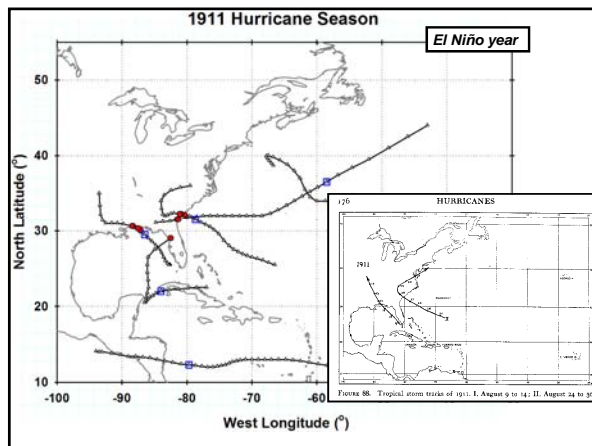 1911 Hurricane Season
El Niño year
50
40
30
20
10
North Latitude (°)
-100 -90 -80 -70 -60
West Longitude (°)
176 HURRICANES
1911
FIGURE 88. Tropical storm tracks of 1911. I. August 9 to 14; II. August 24 to 30